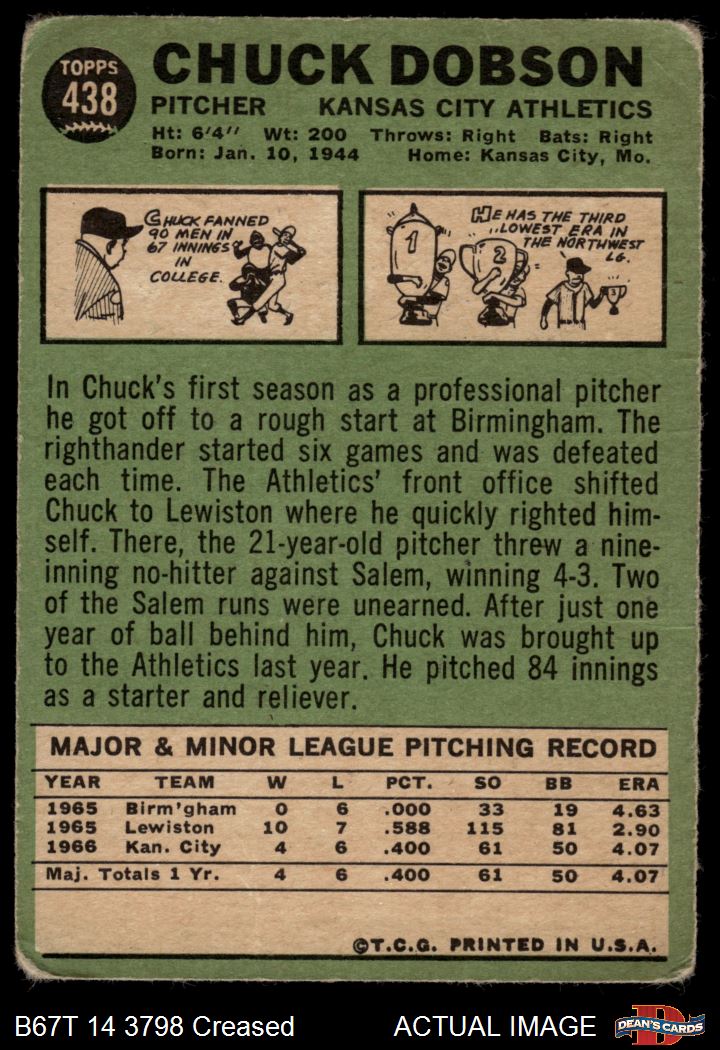 TOPPS
438
CHUCK DOBSON
PITCHER KANSAS CITY ATHLETICS
Ht: 6'4" Wt: 200 Throws: Right Bats: Right
Born: Jan. 10, 1944 Home: Kansas City, Mo.
CHUCK FANNED
90 MEN IN
67 INNINGS
IN
COLLEGE.
HE HAS THE THIRD
LOWEST ERA IN
THE NORTHWEST
LG.
1
2
In Chuck's first season as a professional pitcher
he got off to a rough start at Birmingham. The
righthander started six games and was defeated
each time. The Athletics' front office shifted
Chuck to Lewiston where he quickly righted him-
self. There, the 21-year-old pitcher threw a nine-
inning no-hitter against Salem, winning 4-3. Two
of the Salem runs were unearned. After just one
year of ball behind him, Chuck was brought up
to the Athletics last year. He pitched 84 innings
as a starter and reliever.
MAJOR & MINOR LEAGUE PITCHING RECORD
YEAR TEAM W L PCT. SO BB ERA
1965 Birm'gham 0 6 .000 33 19 4.63
1965 Lewiston 10 7 .588 115 81 2.90
1966 Kan. City 4 6 .400 61 50 4.07
Maj. Totals 1 Yr. 4 6 .400 61 50 4.07
©T.C.G. PRINTED IN U.S.A.
B67T 14 3798 Creased ACTUAL IMAGE
D
DEAN'S CARDS